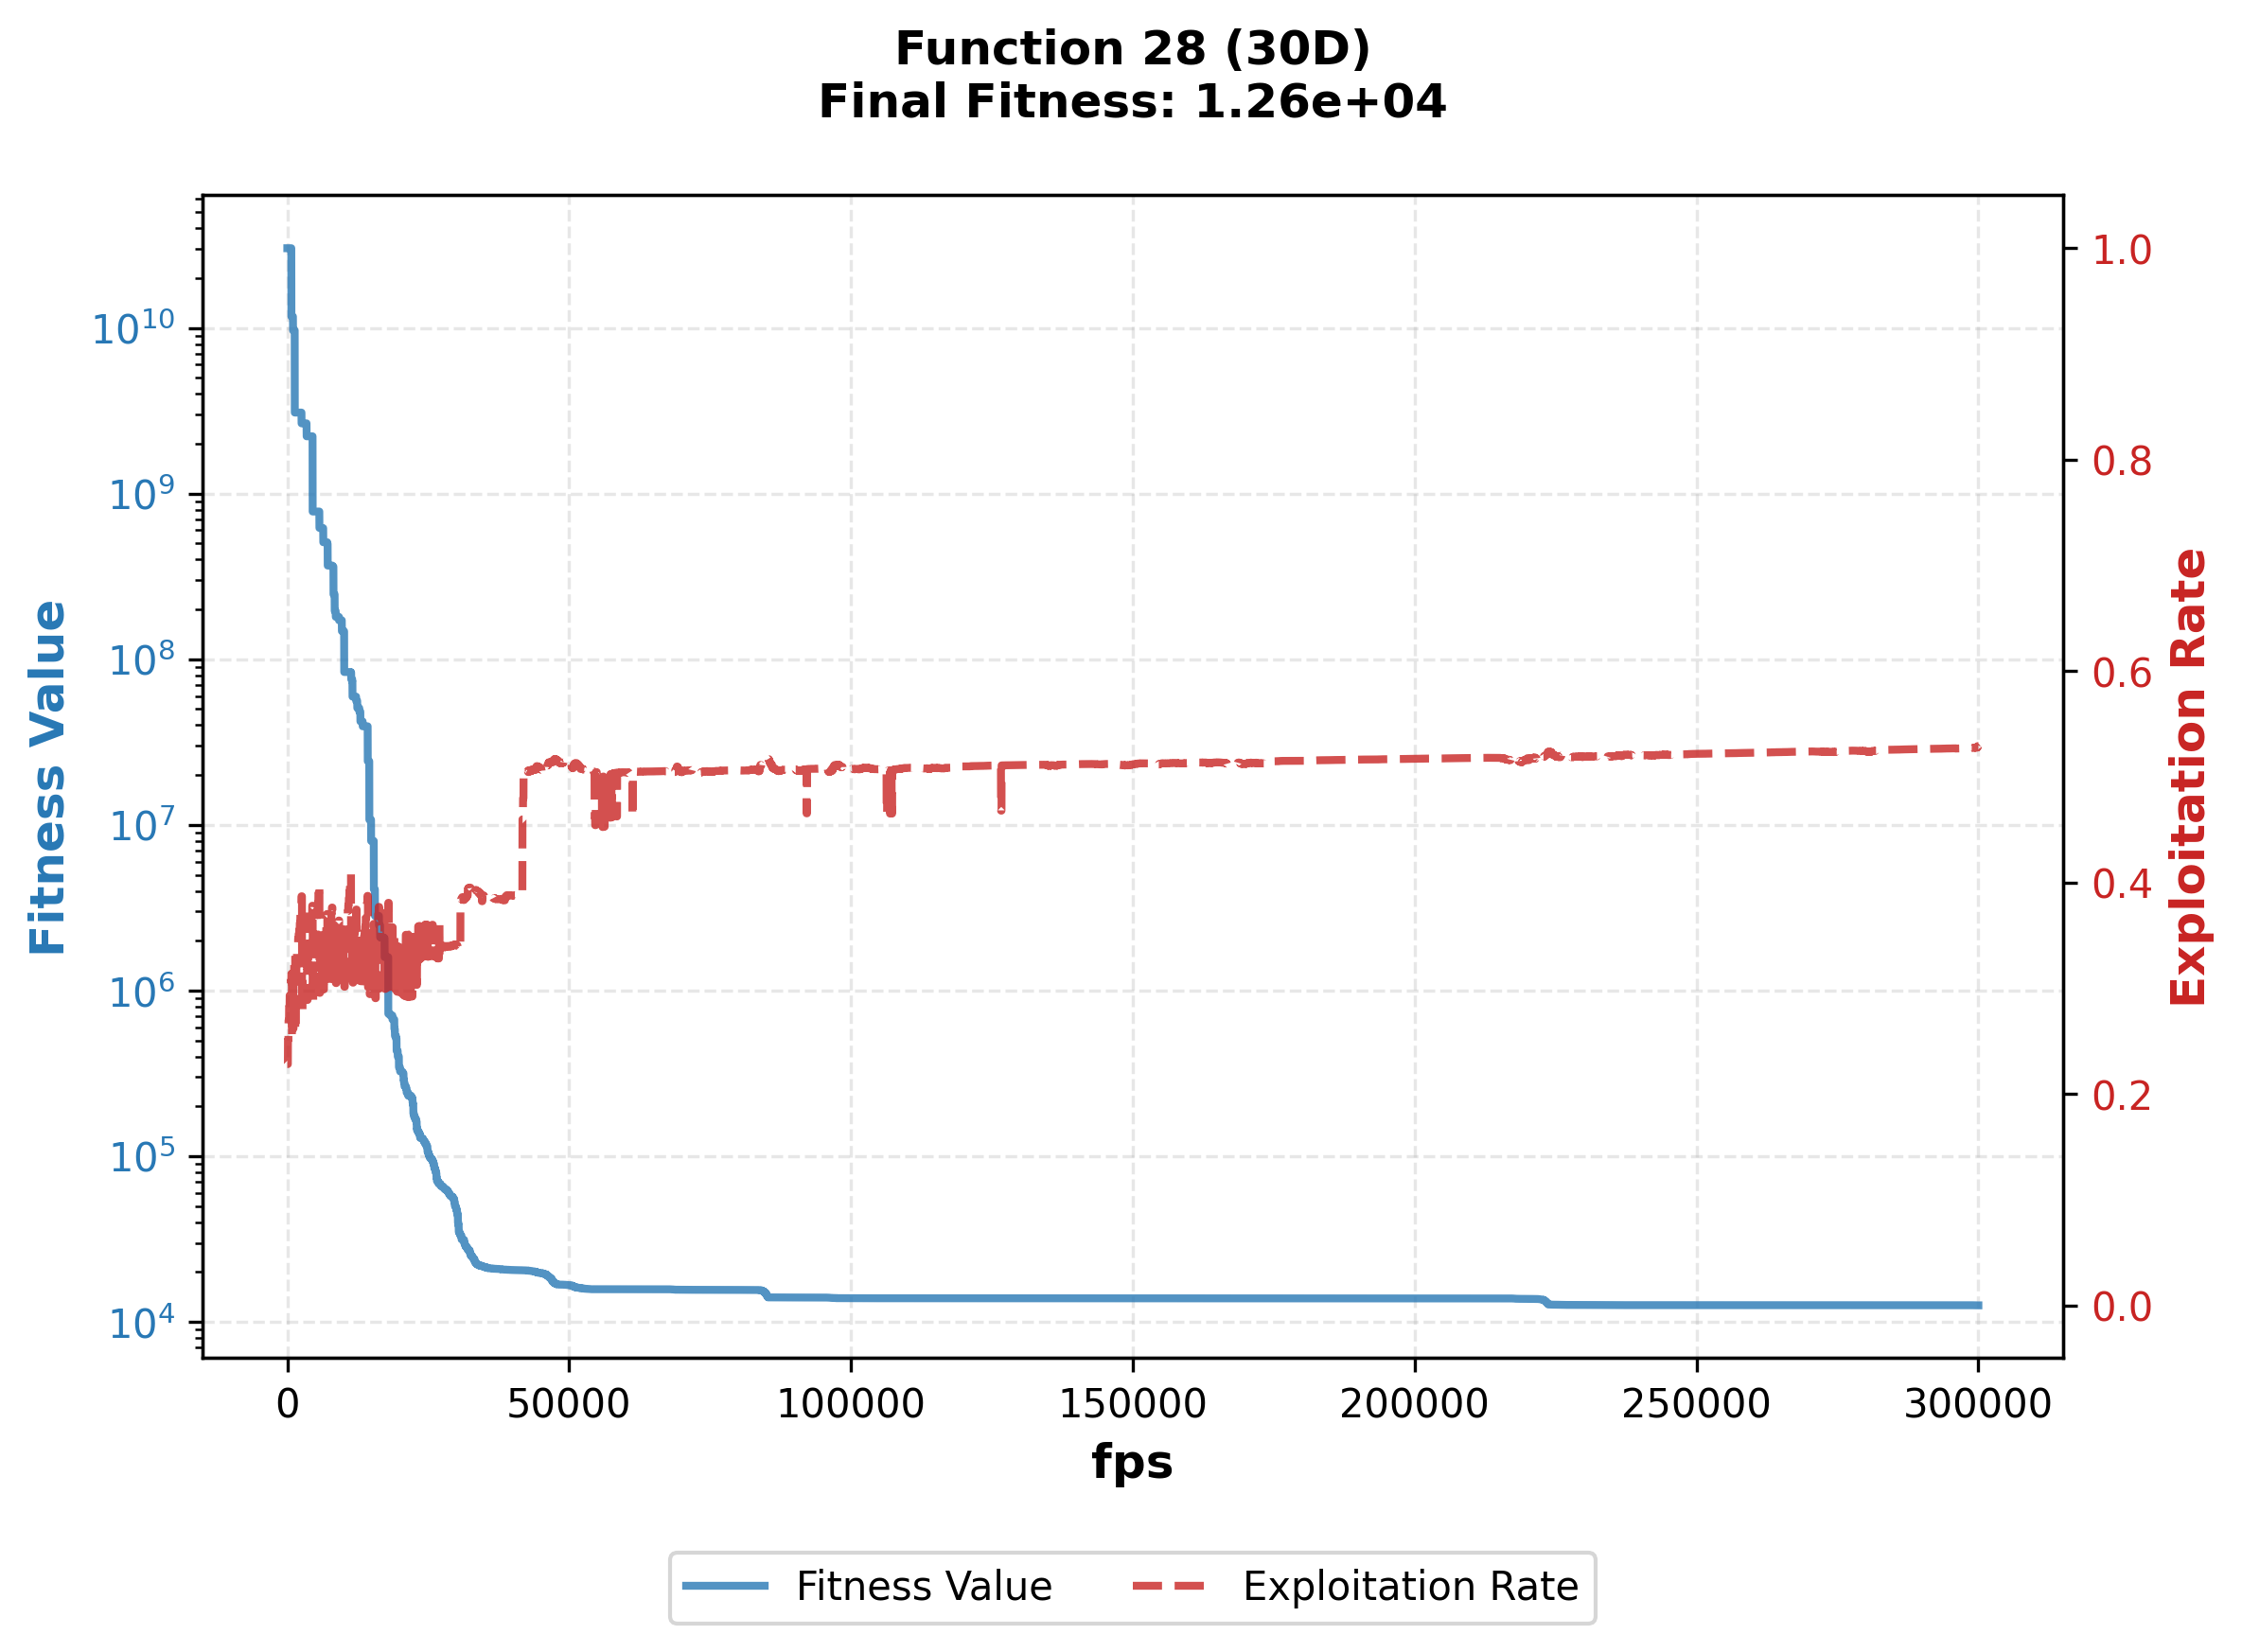 Function 28 (30D)
Final Fitness: 1.26e+04
Fitness Value
10^10
10^9
10^8
10^7
10^6
10^5
10^4
1.0
0.8
0.6
0.4
0.2
0.0
Exploitation Rate
0 50000 100000 150000 200000 250000 300000
fps
Fitness Value Exploitation Rate